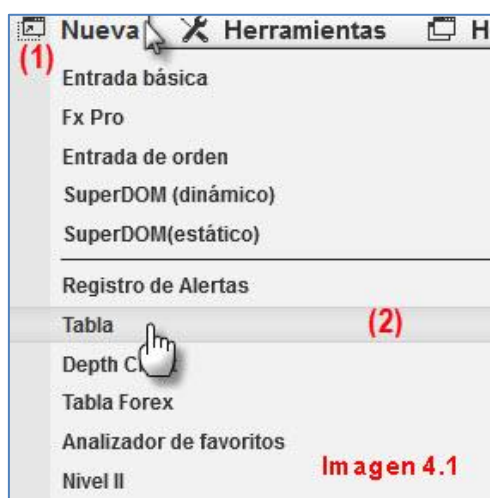 Nueva Herramientas H
(1)
Entrada básica
Fx Pro
Entrada de orden
SuperDOM (dinámico)
SuperDOM(estático)
Registro de Alertas
Tabla (2)
Depth
Tabla Forex
Analizador de favoritos
Imagen 4.1
Nivel II